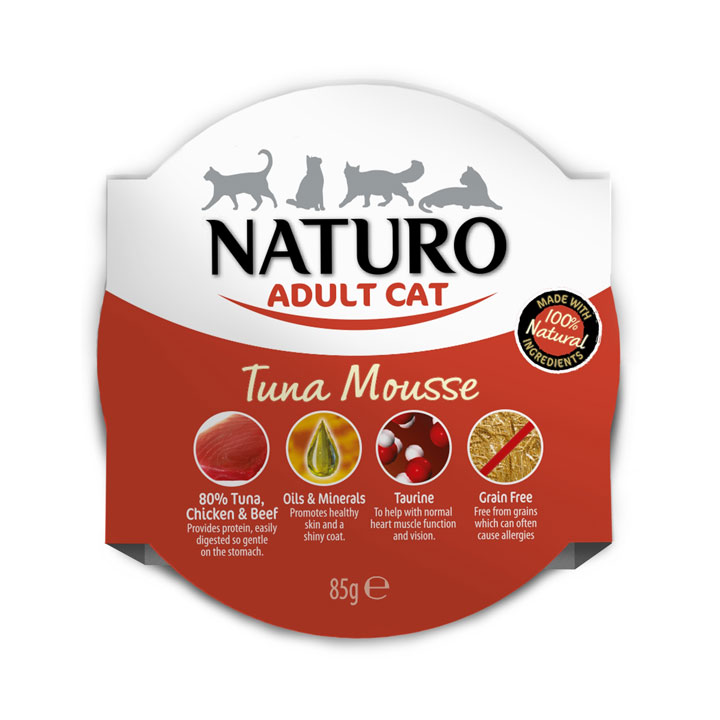 NATURO
ADULT CAT
MADE WITH
100%
Natural
INGREDIENTS
Tuna Mousse
80% Tuna,
Chicken & Beef
Provides protein, easily
digested so gentle
on the stomach.
Oils & Minerals
Promotes healthy
skin and a
shiny coat.
Taurine
To help with normal
heart muscle function
and vision.
Grain Free
Free from grains
which can often
cause allergies
85g ℮